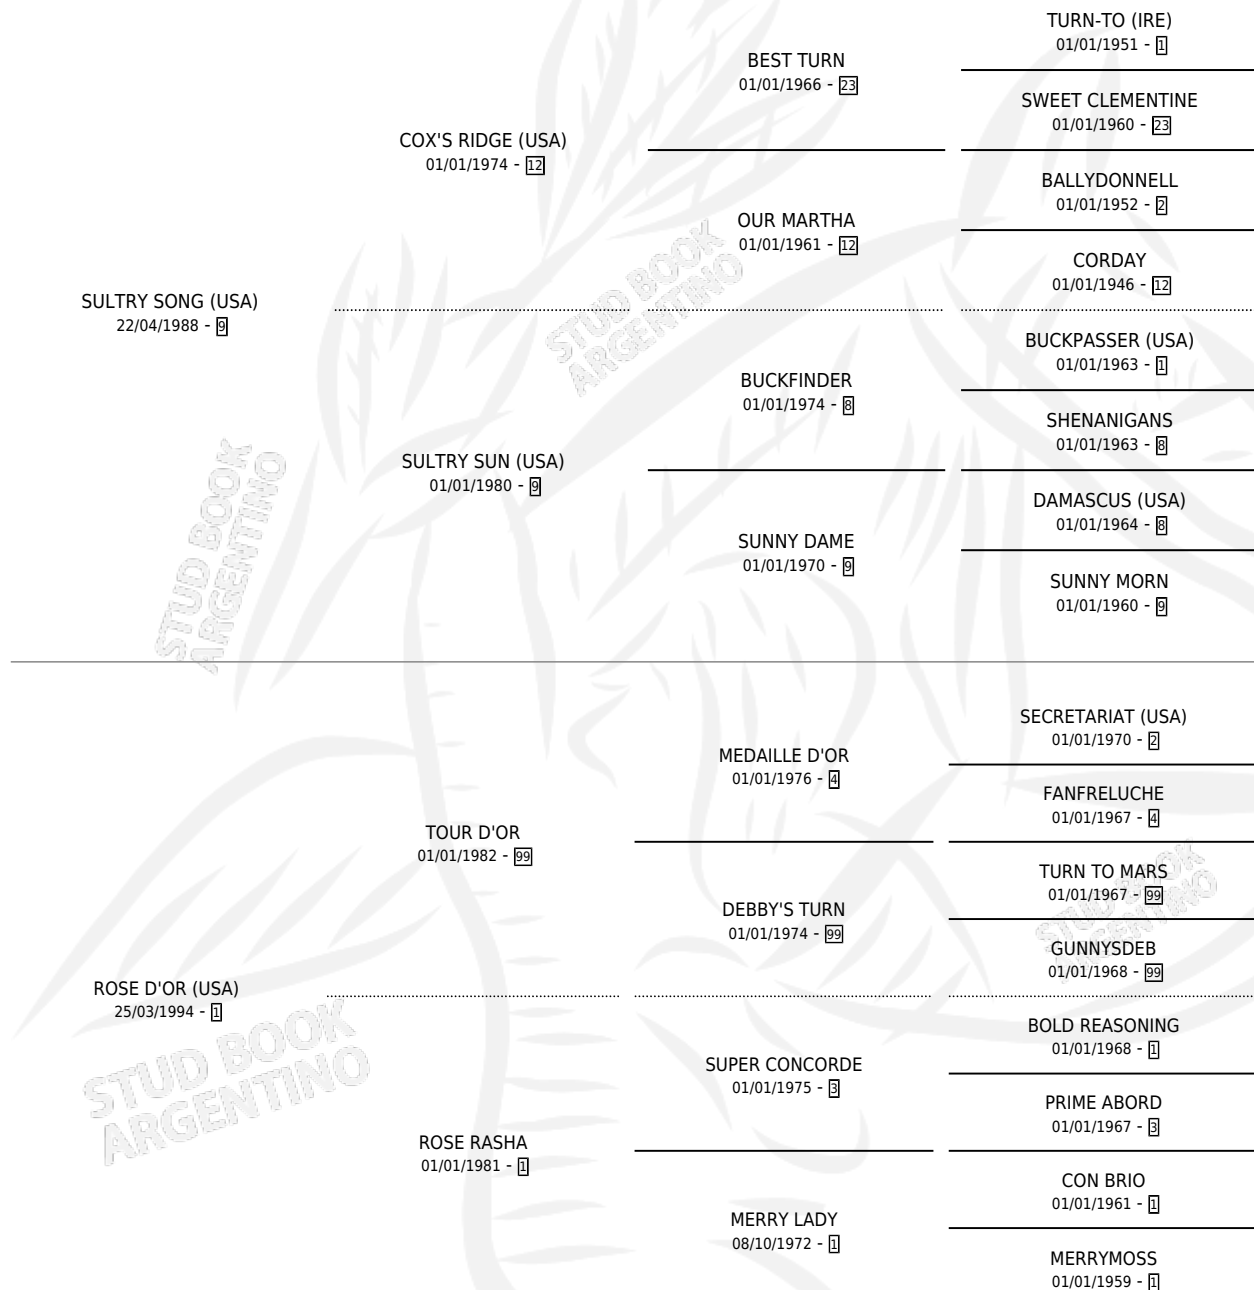 TURN-TO (IRE)
01/01/1951 - 1
BEST TURN
01/01/1966 - 23
SWEET CLEMENTINE
01/01/1960 - 23
COX'S RIDGE (USA)
01/01/1974 - 12
BALLYDONNELL
01/01/1952 - 2
OUR MARTHA
01/01/1961 - 12
CORDAY
01/01/1946 - 12
SULTRY SONG (USA)
22/04/1988 - 9
STUD BOOK
ARGENTINO
BUCKPASSER (USA)
01/01/1963 - 1
BUCKFINDER
01/01/1974 - 8
SHENANIGANS
01/01/1963 - 8
SULTRY SUN (USA)
01/01/1980 - 9
DAMASCUS (USA)
01/01/1964 - 8
SUNNY DAME
01/01/1970 - 9
SUNNY MORN
01/01/1960 - 9
STUD BOOK
ARGENTINO
SECRETARIAT (USA)
01/01/1970 - 2
MEDAILLE D'OR
01/01/1976 - 4
FANFRELUCHE
01/01/1967 - 4
TOUR D'OR
01/01/1982 - 99
TURN TO MARS
01/01/1967 - 99
DEBBY'S TURN
01/01/1974 - 99
STUD BOOK
ARGENTINO
GUNNYSDEB
01/01/1968 - 99
ROSE D'OR (USA)
25/03/1994 - 1
STUD BOOK
ARGENTINO
BOLD REASONING
01/01/1968 - 1
SUPER CONCORDE
01/01/1975 - 3
PRIME ABORD
01/01/1967 - 3
ROSE RASHA
01/01/1981 - 1
CON BRIO
01/01/1961 - 1
MERRY LADY
08/10/1972 - 1
MERRYMOSS
01/01/1959 - 1